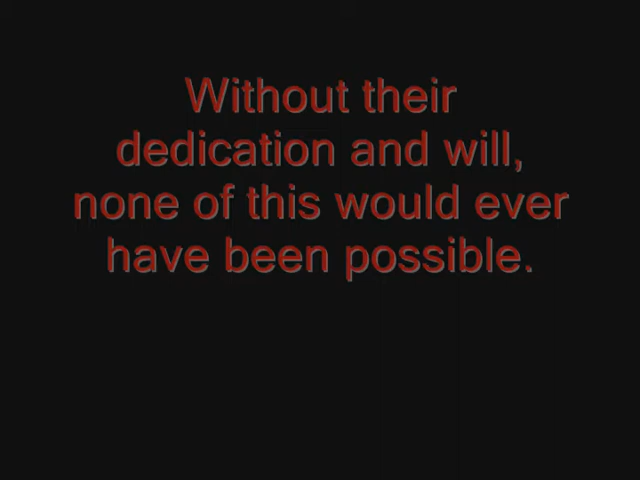 Without their
dedication and will,
none of this would ever
have been possible.